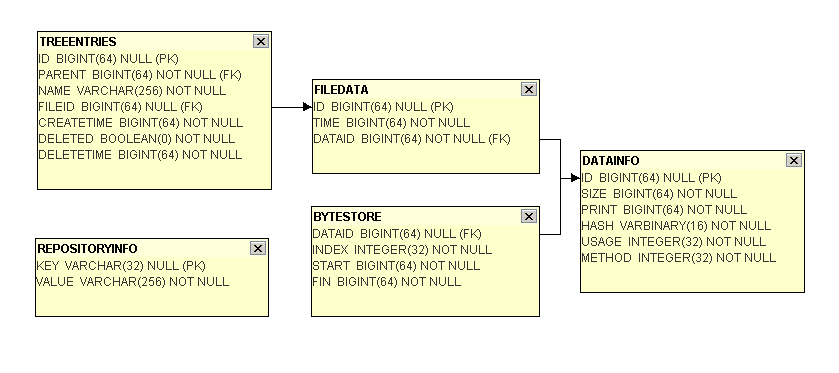 TREEENTRIES
ID BIGINT(64) NULL (PK)
PARENT BIGINT(64) NOT NULL (FK)
NAME VARCHAR(256) NOT NULL
FILEID BIGINT(64) NULL (FK)
CREATETIME BIGINT(64) NOT NULL
DELETED BOOLEAN(0) NOT NULL
DELETETIME BIGINT(64) NOT NULL
FILEDATA
ID BIGINT(64) NULL (PK)
TIME BIGINT(64) NOT NULL
DATAID BIGINT(64) NOT NULL (FK)
DATAINFO
ID BIGINT(64) NULL (PK)
SIZE BIGINT(64) NOT NULL
PRINT BIGINT(64) NOT NULL
HASH VARBINARY(16) NOT NULL
USAGE INTEGER(32) NOT NULL
METHOD INTEGER(32) NOT NULL
REPOSITORYINFO
KEY VARCHAR(32) NULL (PK)
VALUE VARCHAR(256) NOT NULL
BYTESTORE
DATAID BIGINT(64) NULL (FK)
INDEX INTEGER(32) NOT NULL
START BIGINT(64) NOT NULL
FIN BIGINT(64) NOT NULL